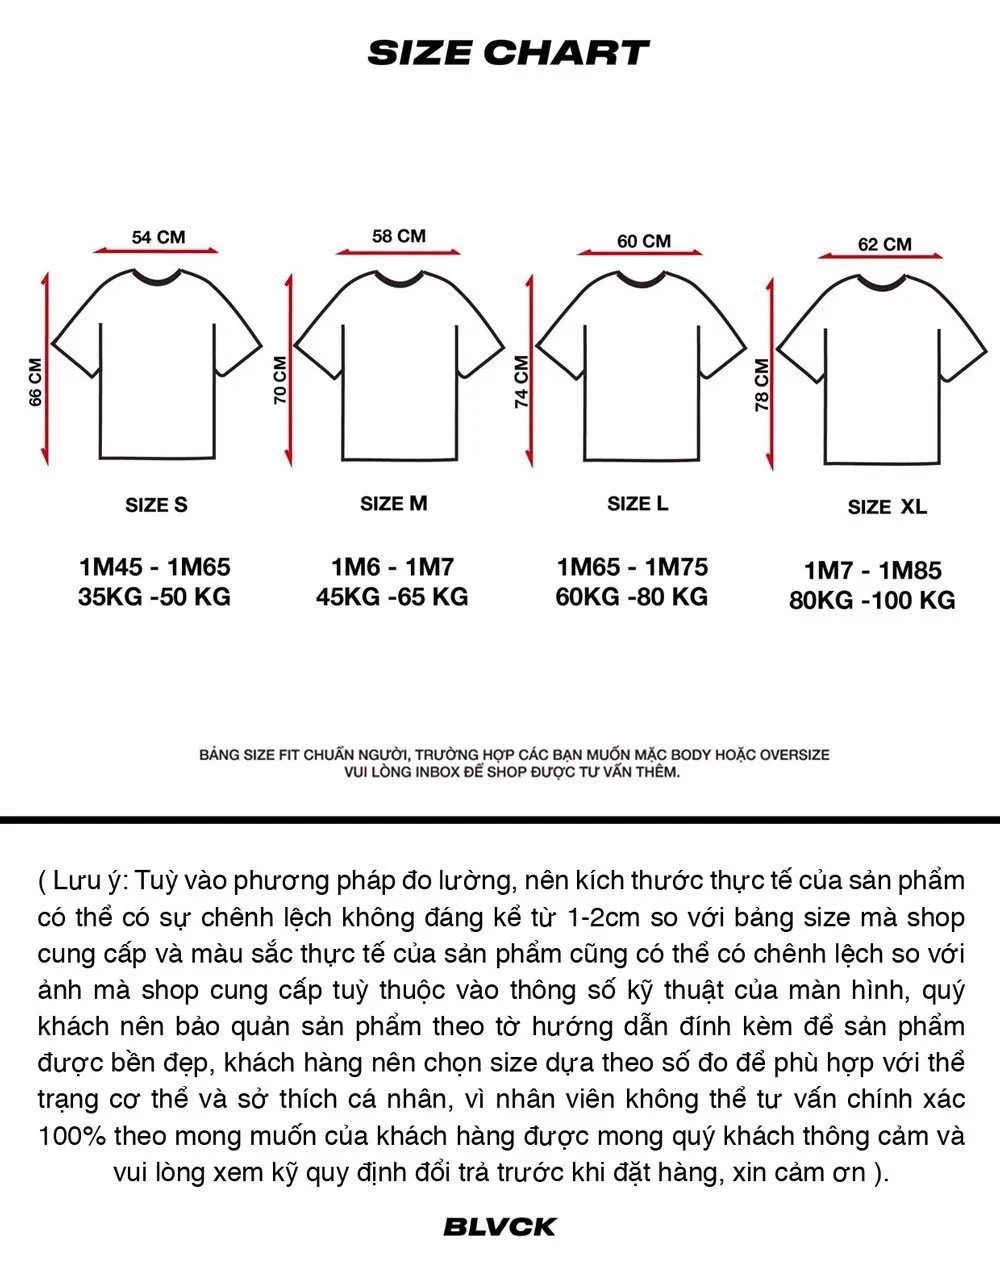 SIZE CHART
54 CM
58 CM
60 CM
62 CM
66 CM
70 CM
74 CM
78 CM
SIZE S
SIZE M
SIZE L
SIZE XL
1M45 - 1M65
35KG -50 KG
1M6 - 1M7
45KG -65 KG
1M65 - 1M75
60KG -80 KG
1M7 - 1M85
80KG -100 KG
BẢNG SIZE FIT CHUẨN NGƯỜI, TRƯỜNG HỢP CÁC BẠN MUỐN MẶC BODY HOẶC OVERSIZE
VUI LÒNG INBOX ĐỂ SHOP ĐƯỢC TƯ VẤN THÊM.
( Lưu ý: Tuỳ vào phương pháp đo lường, nên kích thước thực tế của sản phẩm
có thể có sự chênh lệch không đáng kể từ 1-2cm so với bảng size mà shop
cung cấp và màu sắc thực tế của sản phẩm cũng có thể có chênh lệch so với
ảnh mà shop cung cấp tuỳ thuộc vào thông số kỹ thuật của màn hình, quý
khách nên bảo quản sản phẩm theo tờ hướng dẫn đính kèm để sản phẩm
được bền đẹp, khách hàng nên chọn size dựa theo số đo để phù hợp với thể
trạng cơ thể và sở thích cá nhân, vì nhân viên không thể tư vấn chính xác
100% theo mong muốn của khách hàng được mong quý khách thông cảm và
vui lòng xem kỹ quy định đổi trả trước khi đặt hàng, xin cảm ơn ).
BLVCK